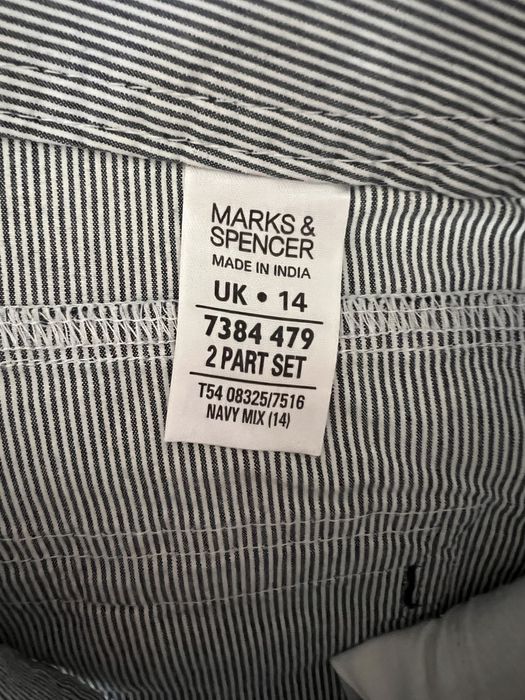 MARKS &
SPENCER
MADE IN INDIA
UK • 14
7384 479
2 PART SET
T54 08325/7516
NAVY MIX (14)